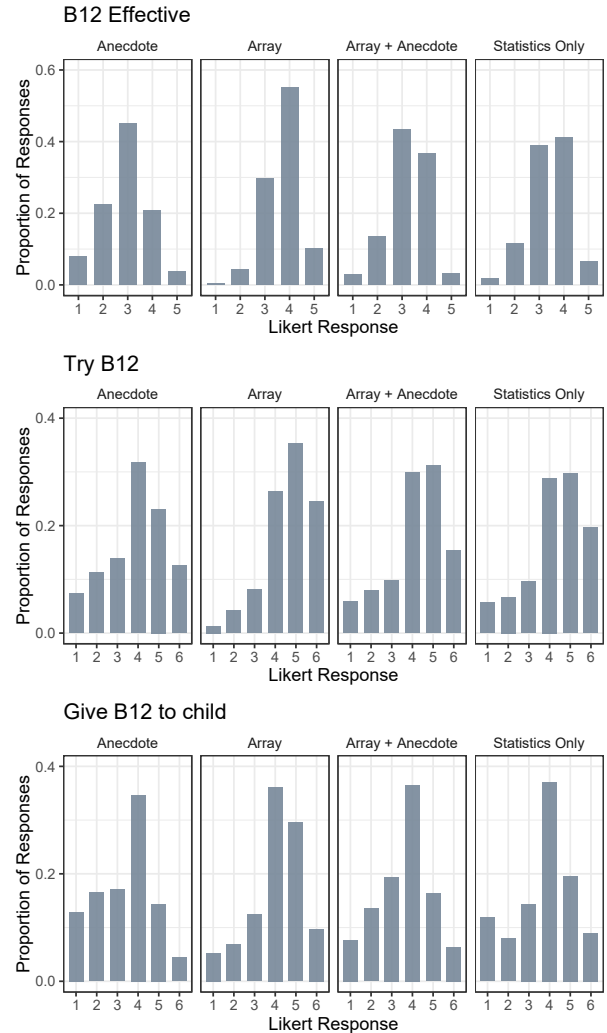 B12 Effective
Anecdote Array Array + Anecdote Statistics Only
Proportion of Responses
0.6
0.4
0.2
0.0
1 2 3 4 5 1 2 3 4 5 1 2 3 4 5 1 2 3 4 5
Likert Response
Try B12
Anecdote Array Array + Anecdote Statistics Only
Proportion of Responses
0.4
0.2
0.0
1 2 3 4 5 6 1 2 3 4 5 6 1 2 3 4 5 6 1 2 3 4 5 6
Likert Response
Give B12 to child
Anecdote Array Array + Anecdote Statistics Only
Proportion of Responses
0.4
0.2
0.0
1 2 3 4 5 6 1 2 3 4 5 6 1 2 3 4 5 6 1 2 3 4 5 6
Likert Response